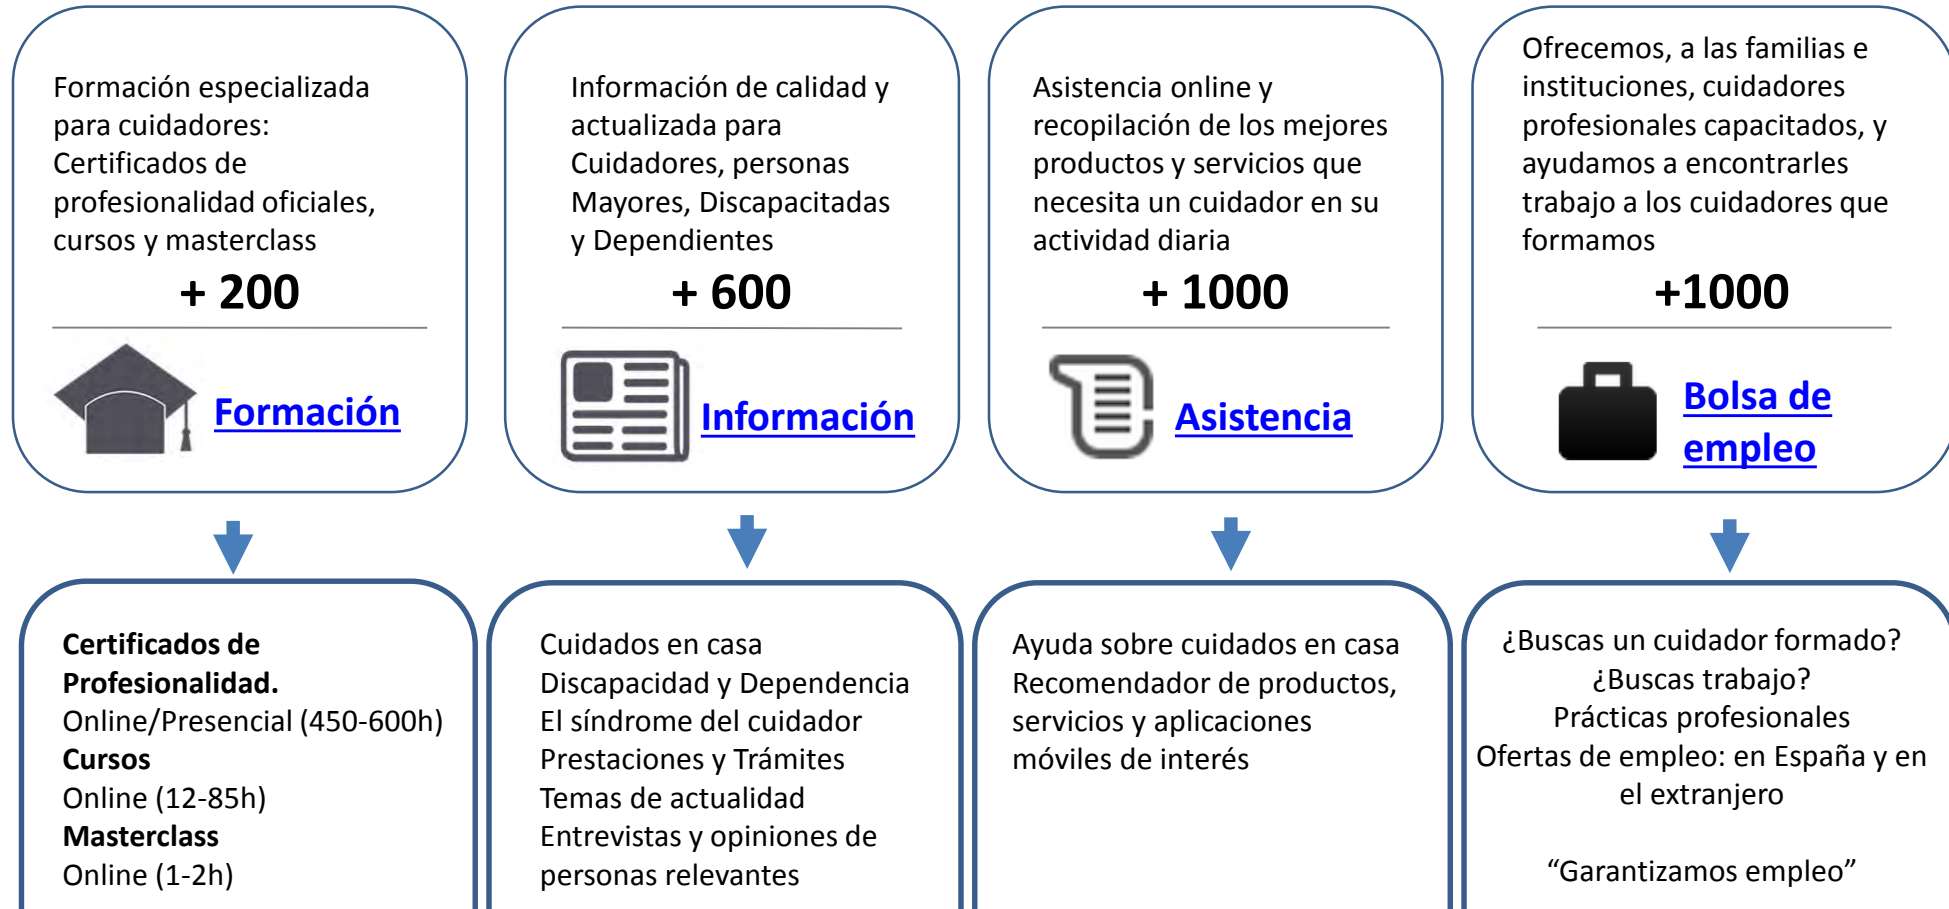 Formación especializada
para cuidadores:
Certificados de
profesionalidad oficiales,
cursos y masterclass
+ 200
Formación
Información de calidad y
actualizada para
Cuidadores, personas
Mayores, Discapacitadas
y Dependientes
+ 600
Información
Asistencia online y
recopilación de los mejores
productos y servicios que
necesita un cuidador en su
actividad diaria
+ 1000
Asistencia
Ofrecemos, a las familias e
instituciones, cuidadores
profesionales capacitados, y
ayudamos a encontrarles
trabajo a los cuidadores que
formamos
+1000
Bolsa de
empleo
Certificados de
Profesionalidad.
Online/Presencial (450-600h)
Cursos
Online (12-85h)
Masterclass
Online (1-2h)
Cuidados en casa
Discapacidad y Dependencia
El síndrome del cuidador
Prestaciones y Trámites
Temas de actualidad
Entrevistas y opiniones de
personas relevantes
Ayuda sobre cuidados en casa
Recomendador de productos,
servicios y aplicaciones
móviles de interés
¿Buscas un cuidador formado?
¿Buscas trabajo?
Prácticas profesionales
Ofertas de empleo: en España y en
el extranjero
“Garantizamos empleo”